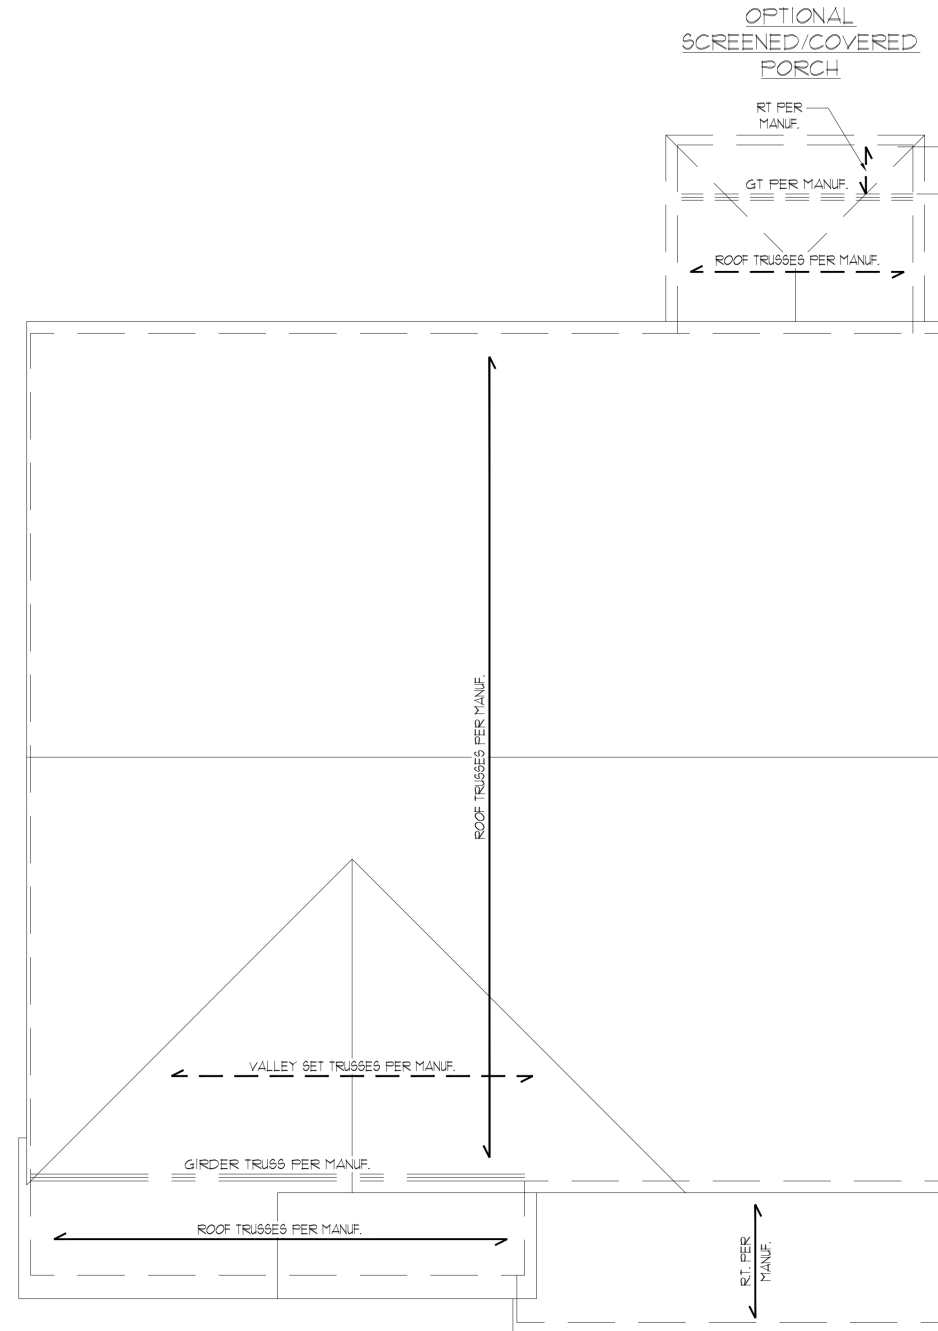 OPTIONAL
SCREENED/COVERED
PORCH
RT PER
MANUF.
GT PER MANUF.
ROOF TRUSSES PER MANUF.
ROOF TRUSSES PER MANUF.
VALLEY SET TRUSSES PER MANUF.
GIRDER TRUSS PER MANUF.
ROOF TRUSSES PER MANUF.
R.T. PER
MANUF.